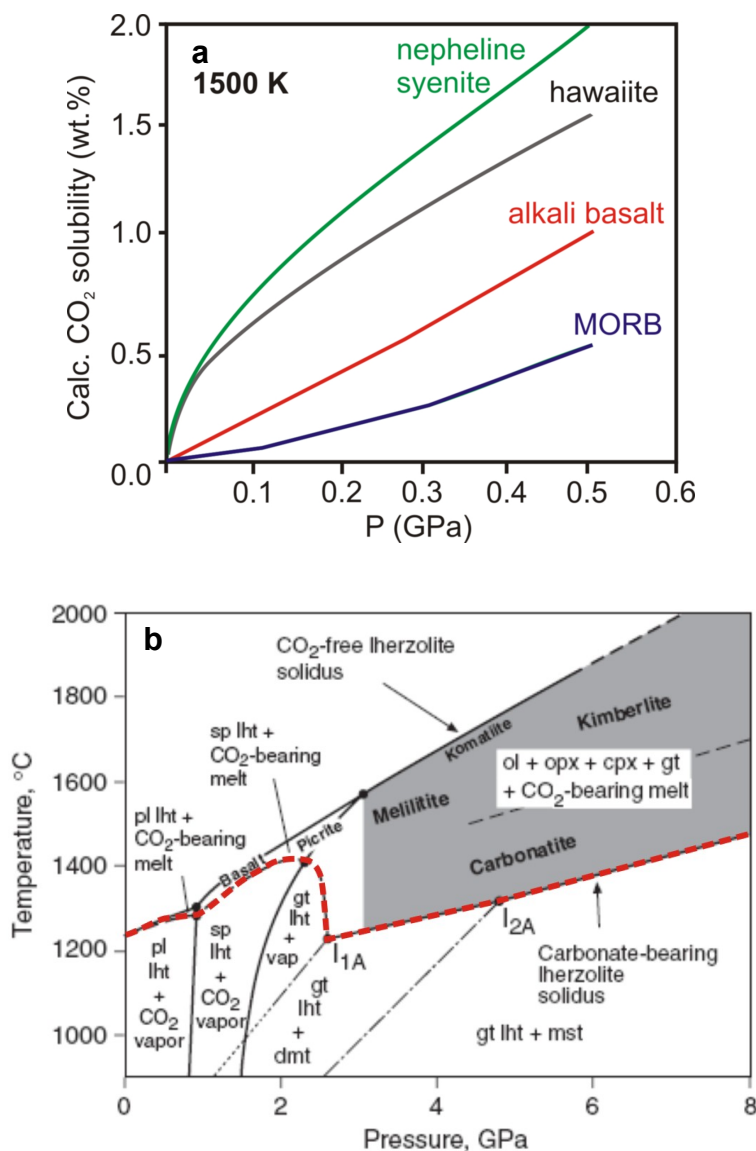 2.0
a
1500 K
nepheline
syenite
hawaiite
1.5
alkali basalt
1.0
MORB
0.5
0.0
0.1
0.2
0.3
0.4
0.5
0.6
Calc. CO₂ solubility (wt.%)
P (GPa)
b
2000
1800
1600
1400
1200
1000
Temperature, °C
CO₂-free lherzolite
solidus
sp lht +
CO₂-bearing
melt
pl lht +
CO₂-bearing
melt
Basalt
Picrite
Komatiite
Kimberlite
Melilitite
ol + opx + cpx + gt
+ CO₂-bearing melt
Carbonatite
I1A
I2A
pl
lht
+
CO₂
vapor
sp
lht
+
CO₂
vapor
gt
lht
+
vap
gt
lht
+
dmt
gt lht + mst
Carbonate-bearing
lherzolite
solidus
0
2
4
6
8
Pressure, GPa